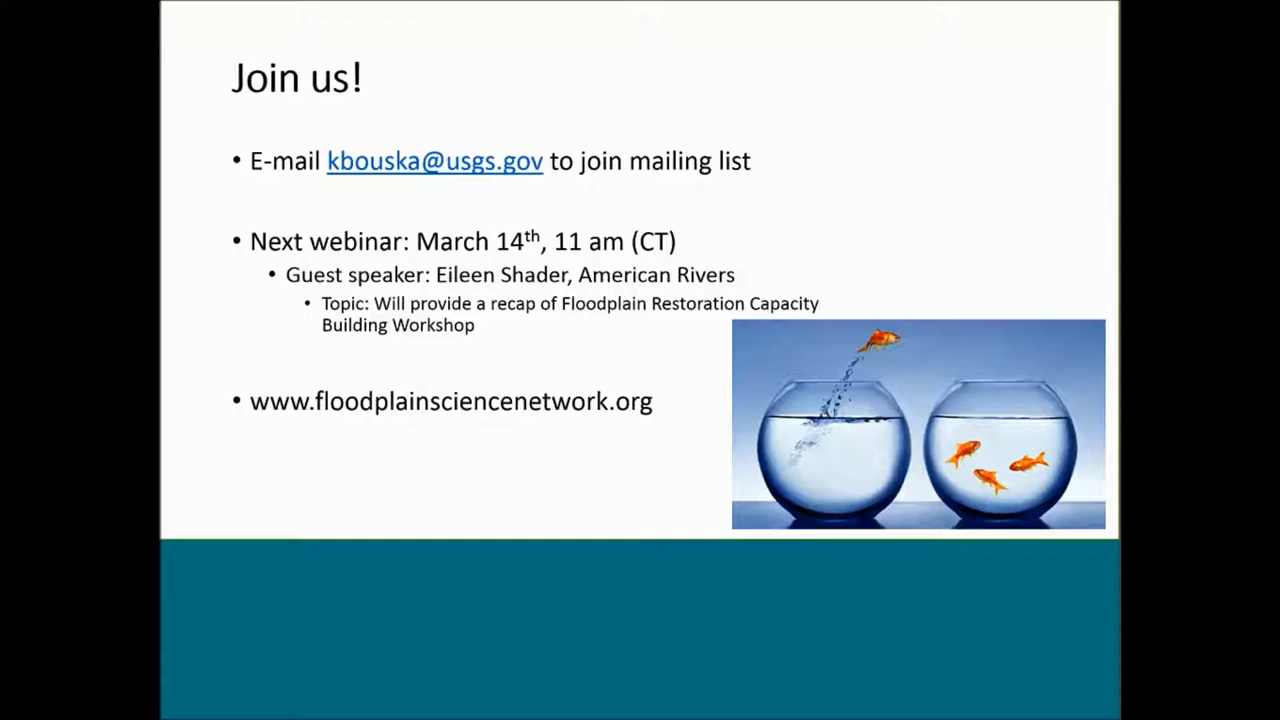 Join us!
• E-mail kbouska@usgs.gov to join mailing list
• Next webinar: March 14th, 11 am (CT)
• Guest speaker: Eileen Shader, American Rivers
• Topic: Will provide a recap of Floodplain Restoration Capacity
Building Workshop
• www.floodplainsciencenetwork.org